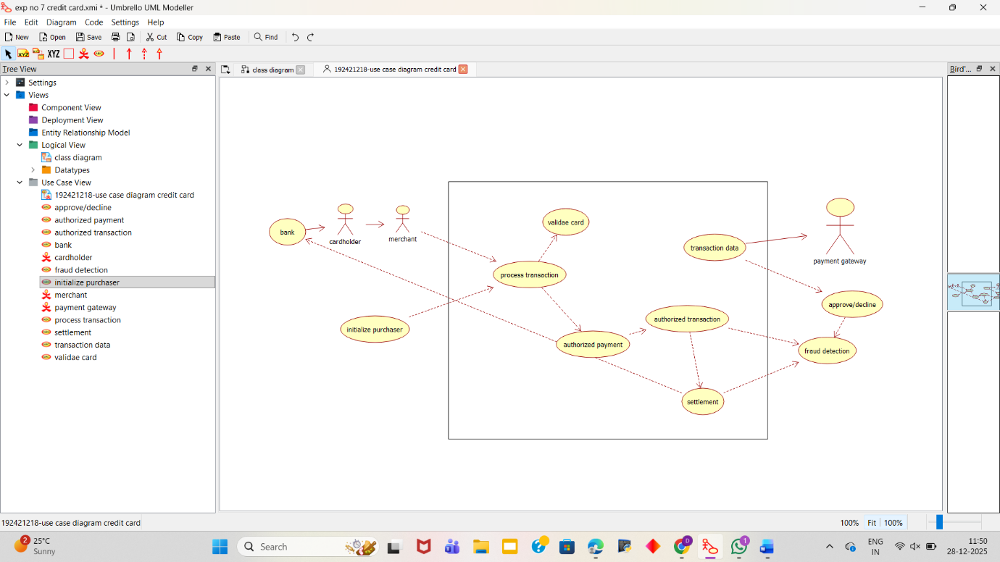 exp no 7 credit card.xmi * - Umbrello UML Modeller
File Edit Diagram Code Settings Help
New Open Save Cut Copy Paste Find
XYZ XYZ ABC
Tree View
class diagram
192421218-use case diagram credit card
Bird'...
Settings
Views
Component View
Deployment View
Entity Relationship Model
Logical View
class diagram
Datatypes
Use Case View
192421218-use case diagram credit card
approve/decline
authorized payment
authorized transaction
bank
cardholder
fraud detection
initialize purchaser
merchant
payment gateway
process transaction
settlement
transaction data
validae card
bank
cardholder
merchant
validae card
process transaction
initialize purchaser
authorized payment
authorized transaction
settlement
transaction data
payment gateway
approve/decline
fraud detection
192421218-use case diagram credit card
100% Fit 100%
2
25°C
Sunny
Search
D
1
ENG
IN
11:50
28-12-2025